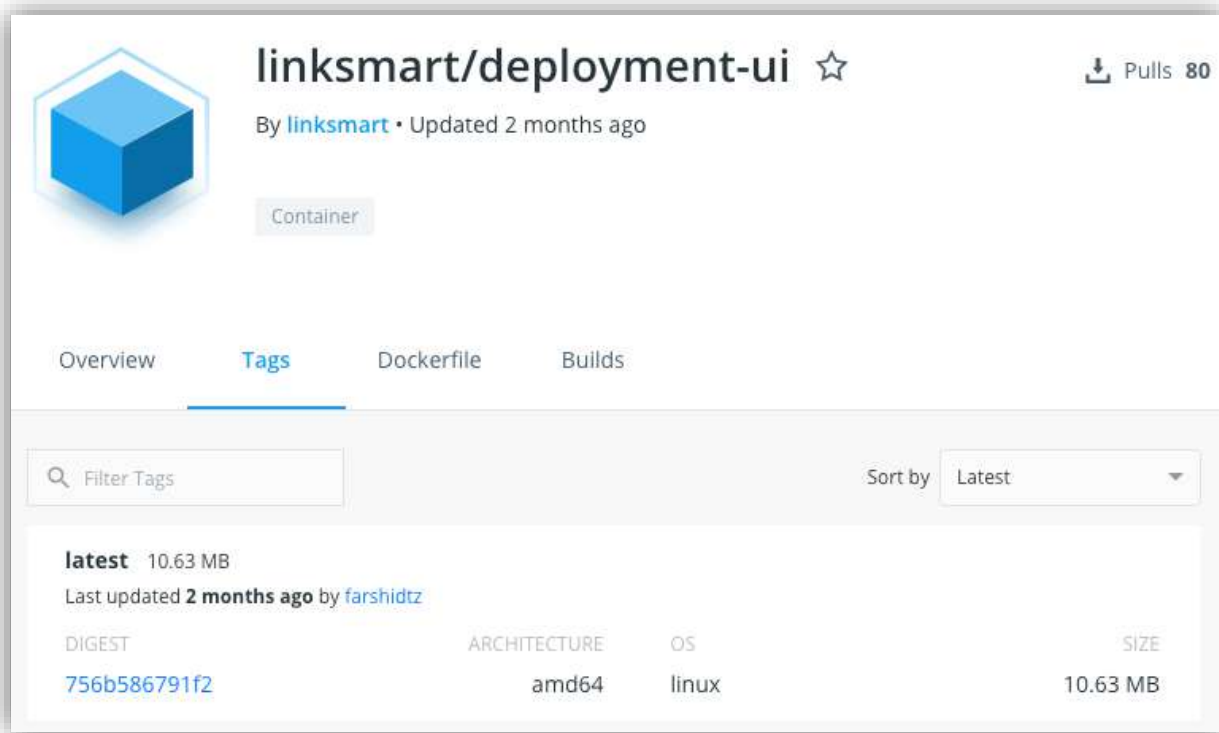 linksmart/deployment-ui
Pulls 80
By linksmart • Updated 2 months ago
Container
Overview Tags Dockerfile Builds
Filter Tags
Sort by Latest
latest 10.63 MB
Last updated 2 months ago by farshidtz
DIGEST ARCHITECTURE OS SIZE
756b586791f2 amd64 linux 10.63 MB